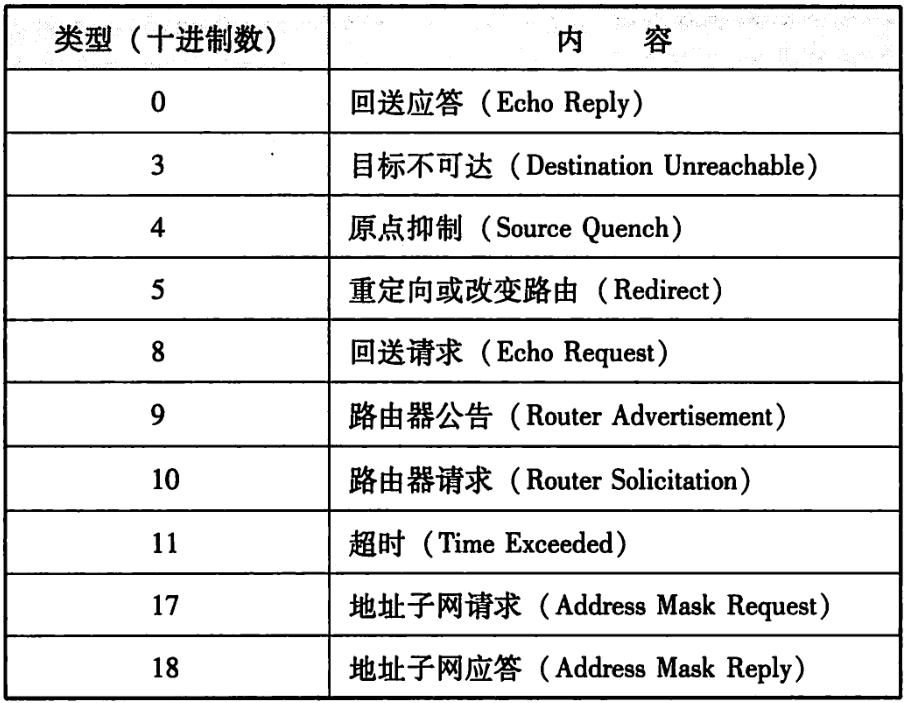 类型（十进制数） 内 容
0 回送应答（Echo Reply）
3 目标不可达（Destination Unreachable）
4 原点抑制（Source Quench）
5 重定向或改变路由（Redirect）
8 回送请求（Echo Request）
9 路由器公告（Router Advertisement）
10 路由器请求（Router Solicitation）
11 超时（Time Exceeded）
17 地址子网请求（Address Mask Request）
18 地址子网应答（Address Mask Reply）